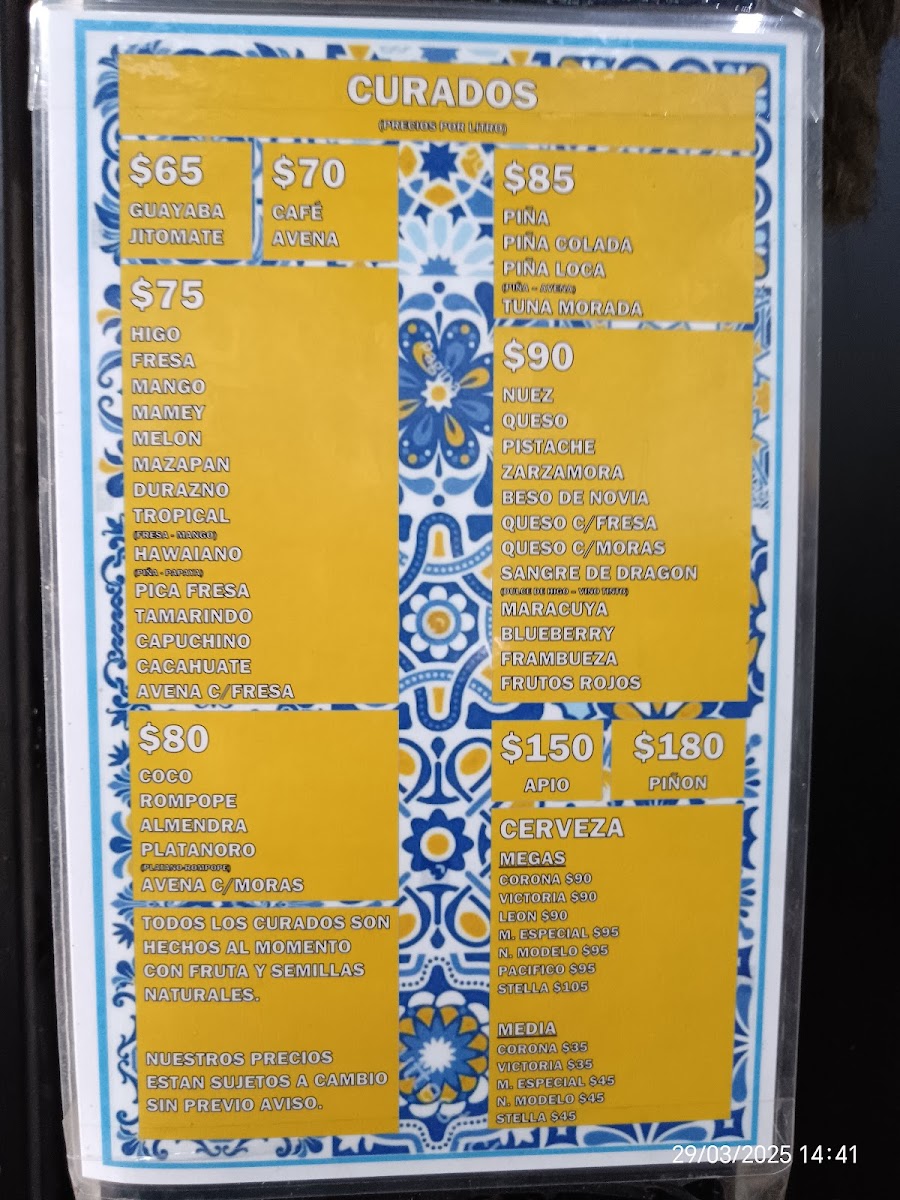 CURADOS
(PRECIOS POR LITRO)
$65
GUAYABA
JITOMATE
$70
CAFÉ
AVENA
$75
HIGO
FRESA
MANGO
MAMEY
MELON
MAZAPAN
DURAZNO
TROPICAL
(FRESA - MANGO)
HAWAIANO
(PIÑA - PAPAYA)
PICA FRESA
TAMARINDO
CAPUCHINO
CACAHUATE
AVENA C/FRESA
$80
COCO
ROMPOPE
ALMENDRA
PLATANORO
(PLATANO-ROMPOPE)
AVENA C/MORAS
TODOS LOS CURADOS SON
HECHOS AL MOMENTO
CON FRUTA Y SEMILLAS
NATURALES.
NUESTROS PRECIOS
ESTAN SUJETOS A CAMBIO
SIN PREVIO AVISO.
$85
PIÑA
PIÑA COLADA
PIÑA LOCA
(PIÑA - AVENA)
TUNA MORADA
$90
NUEZ
QUESO
PISTACHE
ZARZAMORA
BESO DE NOVIA
QUESO C/FRESA
QUESO C/MORAS
SANGRE DE DRAGON
(DULCE DE HIGO - VINO TINTO)
MARACUYA
BLUEBERRY
FRAMBUEZA
FRUTOS ROJOS
$150
APIO
$180
PIÑON
CERVEZA
MEGAS
CORONA $90
VICTORIA $90
LEON $90
M. ESPECIAL $95
N. MODELO $95
PACIFICO $95
STELLA $105
MEDIA
CORONA $35
VICTORIA $35
M. ESPECIAL $45
N. MODELO $45
STELLA $45
29/03/2025 14:41